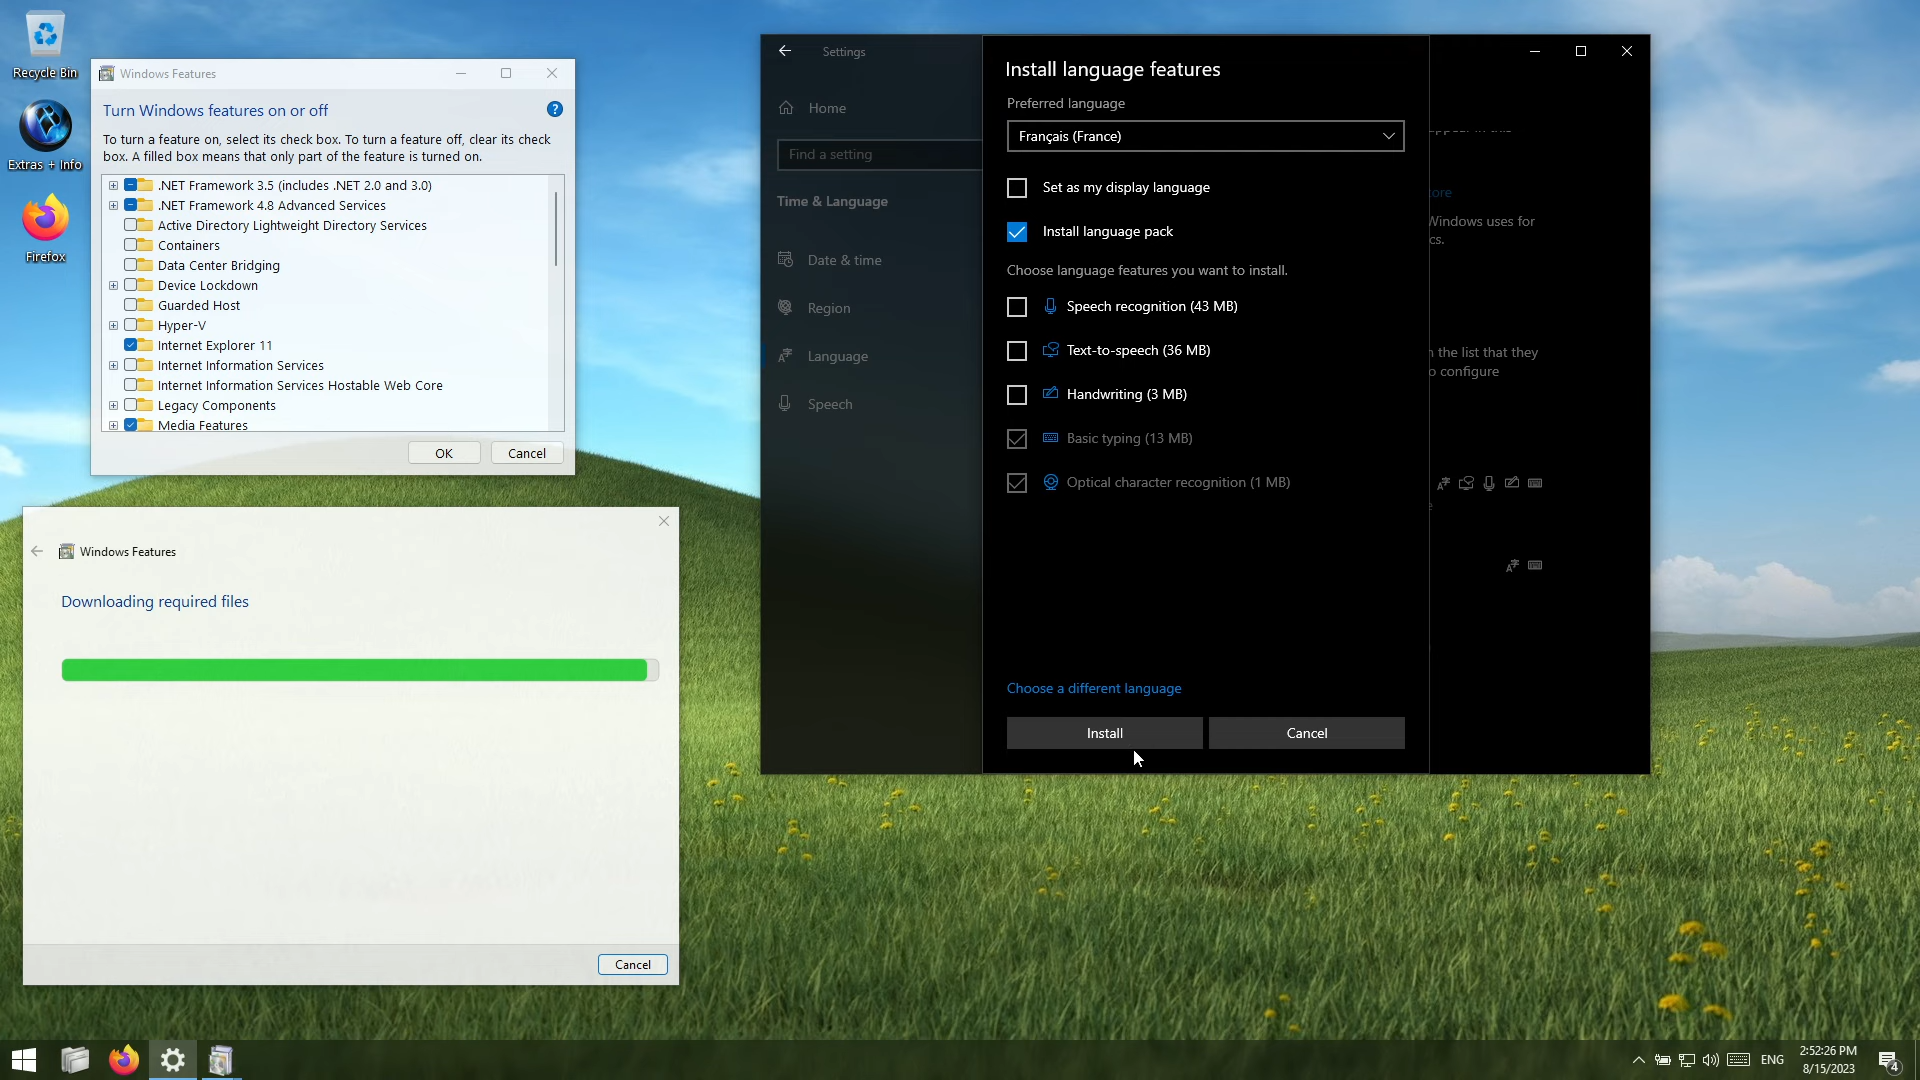 Recycle Bin
Extras + Info
Firefox
Windows Features
Turn Windows features on or off
To turn a feature on, select its check box. To turn a feature off, clear its check
box. A filled box means that only part of the feature is turned on.
.NET Framework 3.5 (includes .NET 2.0 and 3.0)
.NET Framework 4.8 Advanced Services
Active Directory Lightweight Directory Services
Containers
Data Center Bridging
Device Lockdown
Guarded Host
Hyper-V
Internet Explorer 11
Internet Information Services
Internet Information Services Hostable Web Core
Legacy Components
Media Features
OK
Cancel
Windows Features
Downloading required files
Cancel
Settings
Home
Find a setting
Time & Language
Date & time
Region
Language
Speech
Install language features
Preferred language
Français (France)
Set as my display language
Install language pack
Choose language features you want to install.
Speech recognition (43 MB)
Text-to-speech (36 MB)
Handwriting (3 MB)
Basic typing (13 MB)
Optical character recognition (1 MB)
Choose a different language
Install
Cancel
Windows uses for
the list that they
configure
ENG
2:52:26 PM
8/15/2023
4